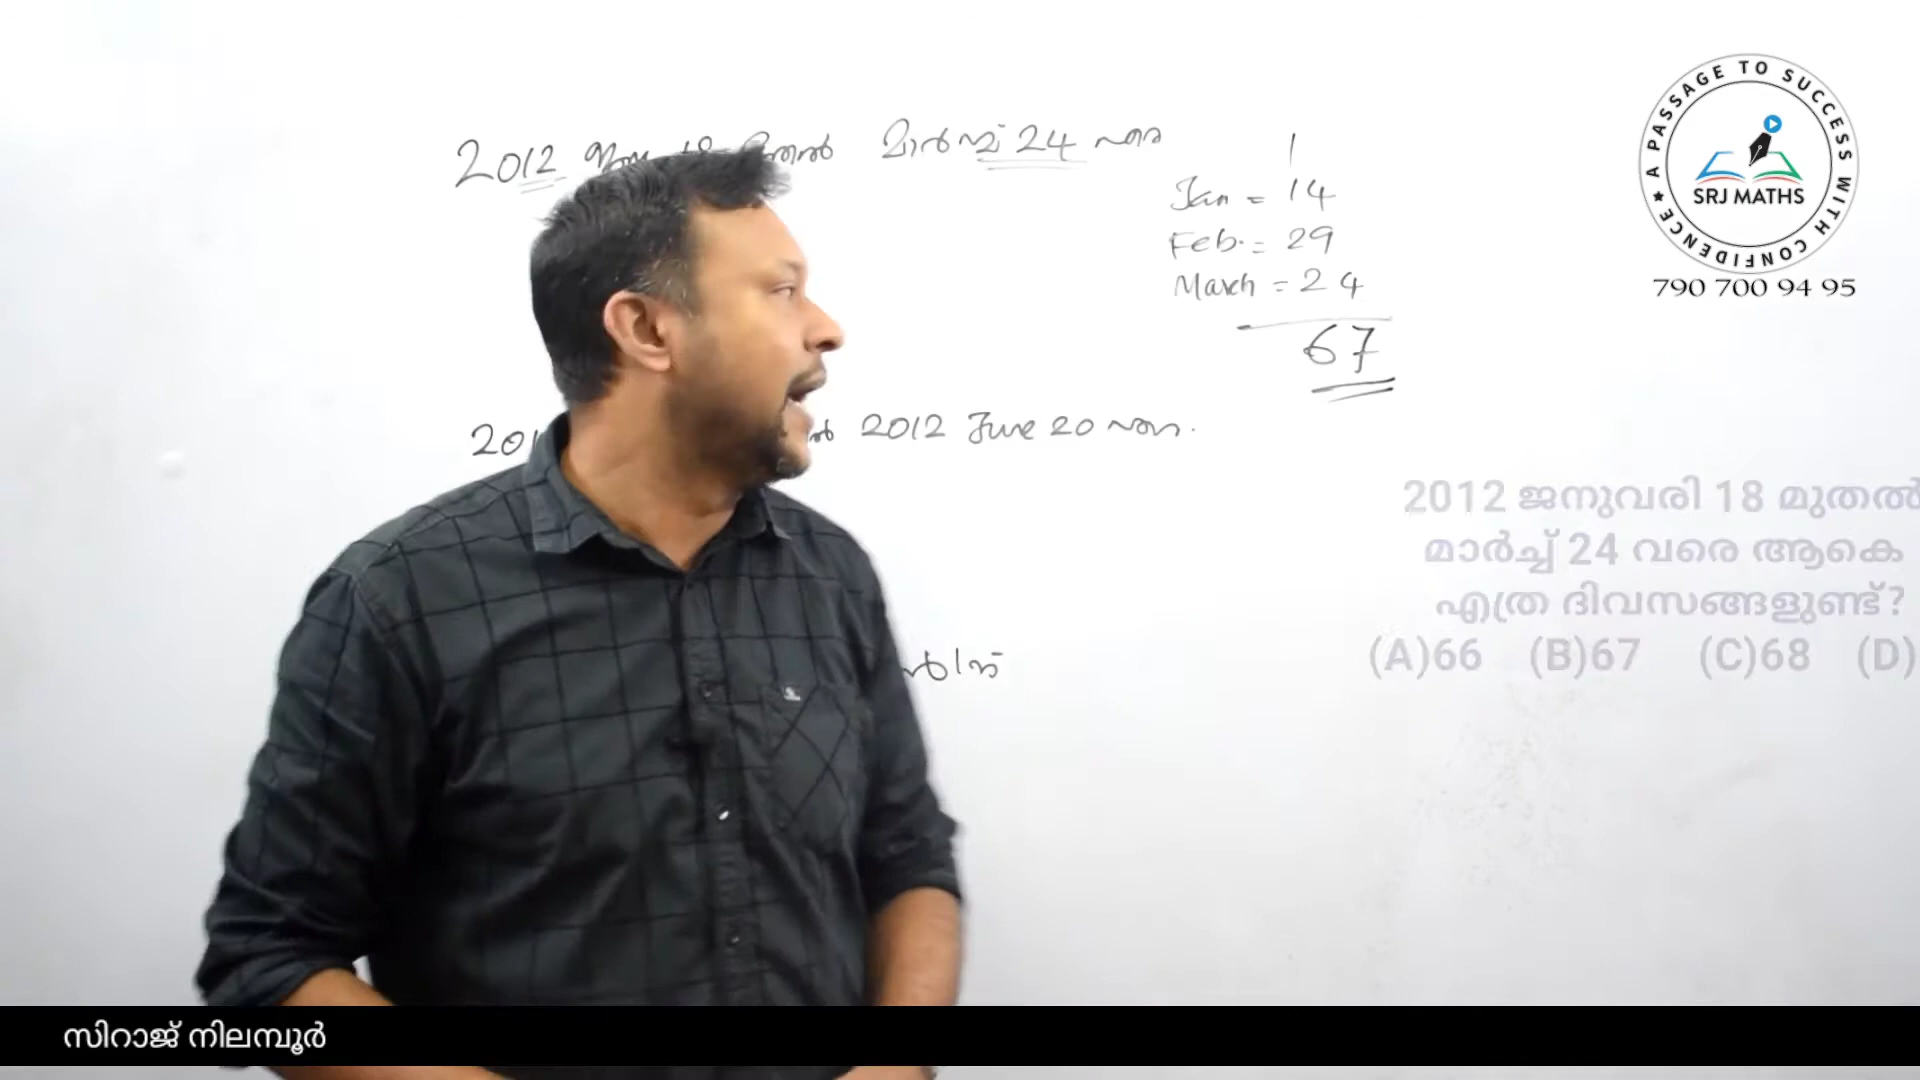 2012 മുതൽ മാർച്ച് 24 വരെ
Jan = 14
Feb. = 29
March = 24
67
201
2012 June 20 വരെ.
A PASSAGE TO SUCCESS WITH CONFIDENCE
SRJ MATHS
790 700 94 95
2012 ജനുവരി 18 മുതൽ
മാർച്ച് 24 വരെ ആകെ
എത്ര ദിവസങ്ങളുണ്ട്?
(A)66 (B)67 (C)68 (D)
സിറാജ് നിലമ്പൂർ